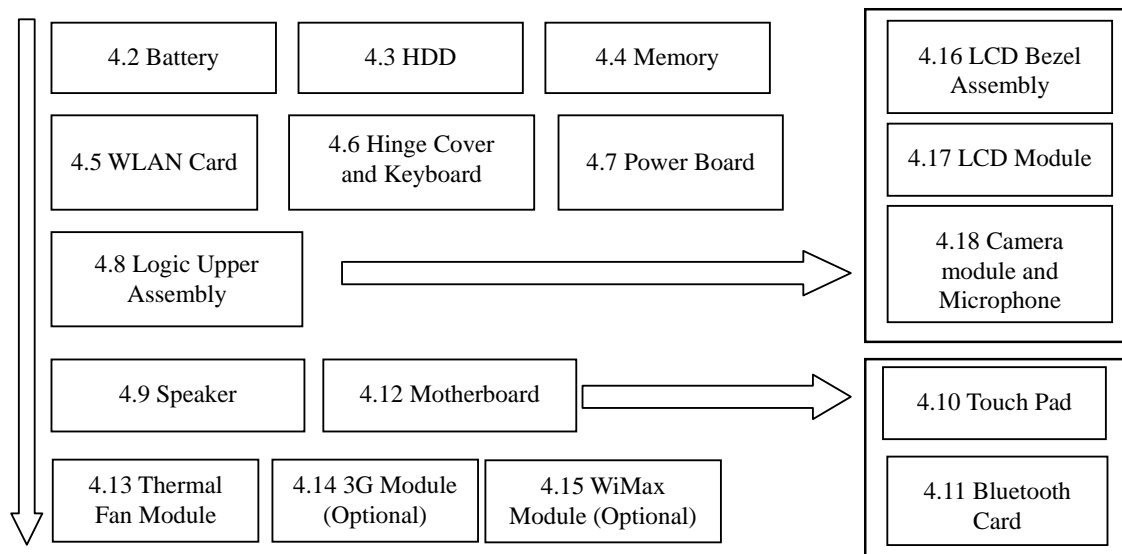 4.2 Battery
4.3 HDD
4.4 Memory
4.5 WLAN Card
4.6 Hinge Cover
and Keyboard
4.7 Power Board
4.8 Logic Upper
Assembly
4.9 Speaker
4.12 Motherboard
4.13 Thermal
Fan Module
4.14 3G Module
(Optional)
4.15 WiMax
Module (Optional)
4.16 LCD Bezel
Assembly
4.17 LCD Module
4.18 Camera
module and
Microphone
4.10 Touch Pad
4.11 Bluetooth
Card